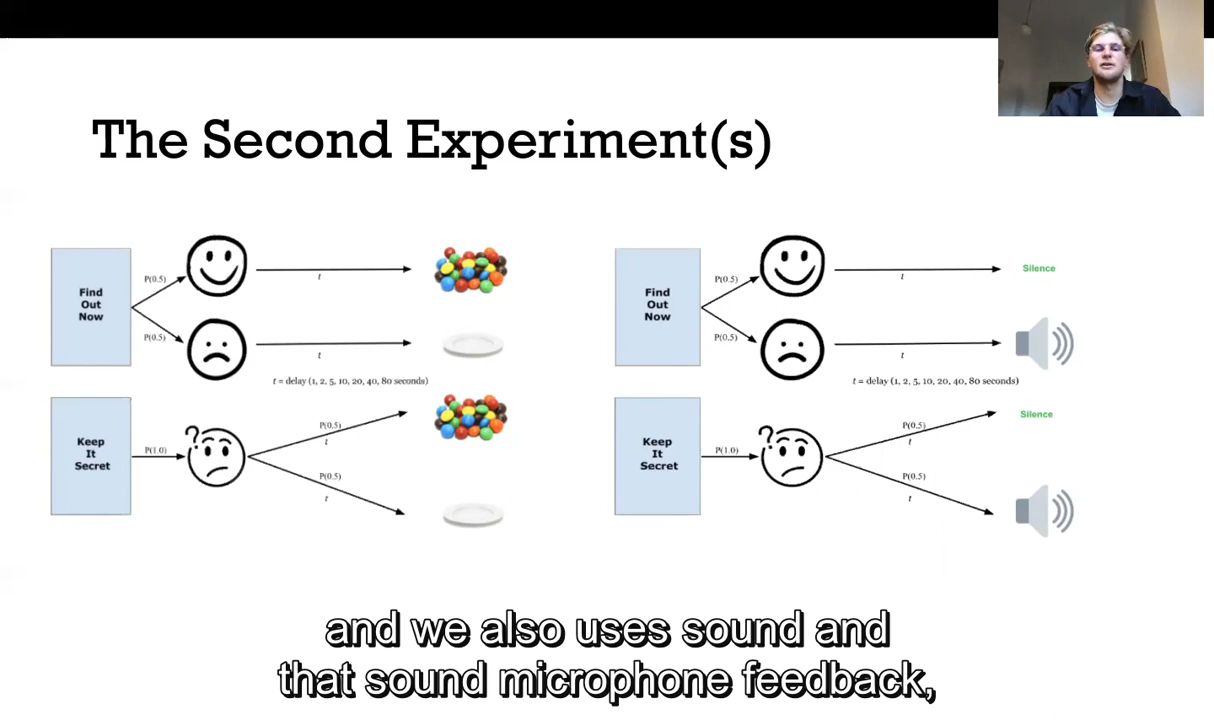 The Second Experiment(s)
Find
Out
Now
P(0.5)
P(0.5)
t
t
t = delay (1, 2, 5, 10, 20, 40, 80 seconds)
Keep
It
Secret
P(1.0)
?
P(0.5)
t
P(0.5)
t
Find
Out
Now
P(0.5)
P(0.5)
t
Silence
t
t = delay (1, 2, 5, 10, 20, 40, 80 seconds)
Keep
It
Secret
P(1.0)
?
P(0.5)
t
Silence
P(0.5)
t
and we also uses sound and
that sound microphone feedback,